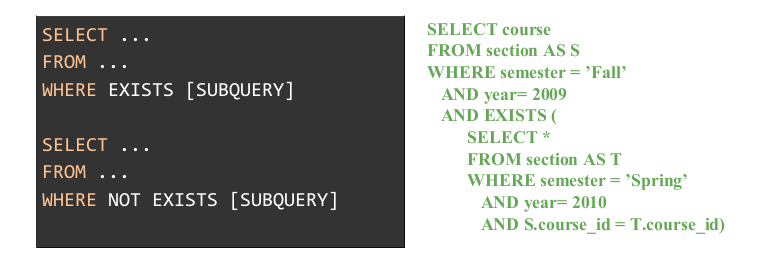 SELECT ...
FROM ...
WHERE EXISTS [SUBQUERY]
SELECT ...
FROM ...
WHERE NOT EXISTS [SUBQUERY]
SELECT course
FROM section AS S
WHERE semester = ’Fall’
AND year= 2009
AND EXISTS (
SELECT *
FROM section AS T
WHERE semester = ’Spring’
AND year= 2010
AND S.course_id = T.course_id)